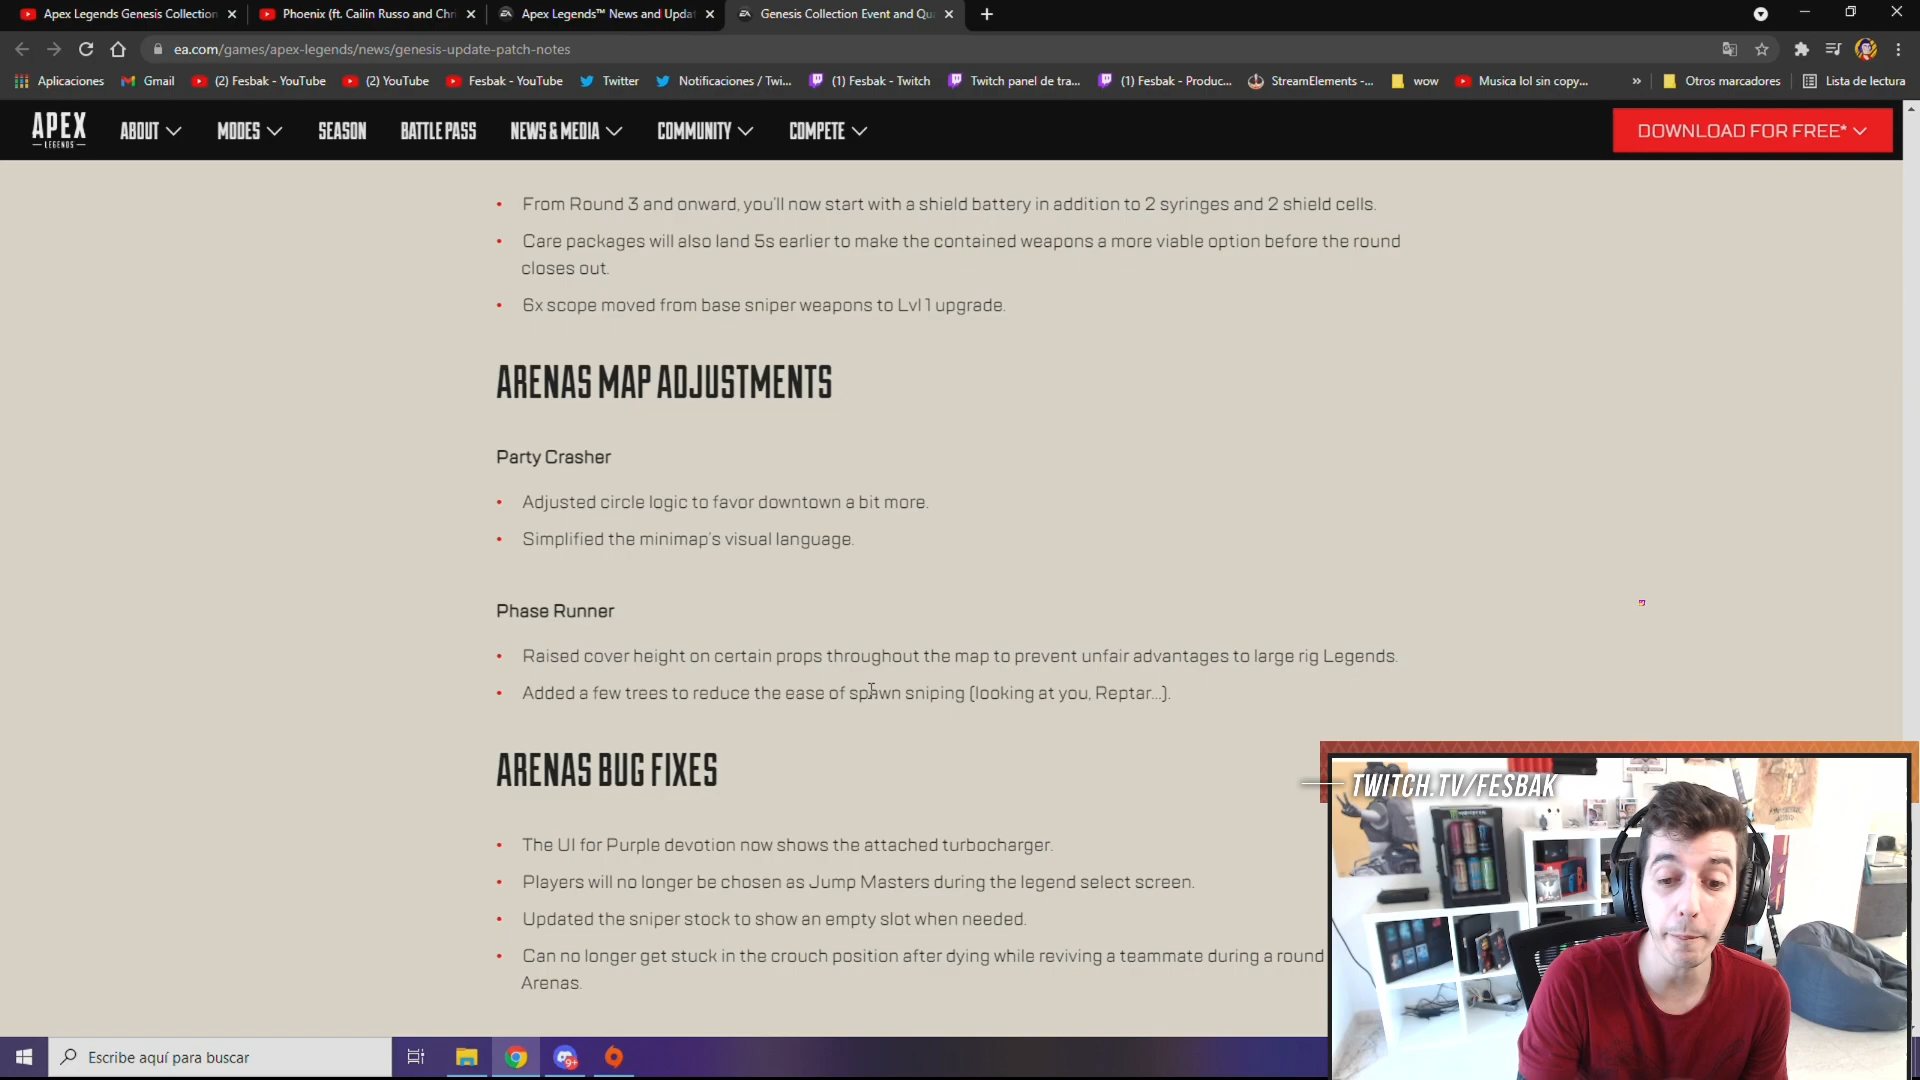 Apex Legends Genesis Collection
Phoenix (ft. Cailin Russo and Chri
Apex Legends™ News and Upda
Genesis Collection Event and Qu
ea.com/games/apex-legends/news/genesis-update-patch-notes
Aplicaciones
Gmail
(2) Fesbak - YouTube
(2) YouTube
Fesbak - YouTube
Twitter
Notificaciones / Twi...
(1) Fesbak - Twitch
Twitch panel de tra...
(1) Fesbak - Produc...
StreamElements -...
wow
Musica lol sin copy...
»
Otros marcadores
Lista de lectura
APEX
LEGENDS
ABOUT
MODES
SEASON
BATTLE PASS
NEWS & MEDIA
COMMUNITY
COMPETE
DOWNLOAD FOR FREE*
• From Round 3 and onward, you'll now start with a shield battery in addition to 2 syringes and 2 shield cells.
• Care packages will also land 5s earlier to make the contained weapons a more viable option before the round
closes out.
• 6x scope moved from base sniper weapons to Lvl 1 upgrade.
ARENAS MAP ADJUSTMENTS
Party Crasher
• Adjusted circle logic to favor downtown a bit more.
• Simplified the minimap's visual language.
Phase Runner
• Raised cover height on certain props throughout the map to prevent unfair advantages to large rig Legends.
• Added a few trees to reduce the ease of spawn sniping (looking at you, Reptar...).
ARENAS BUG FIXES
• The UI for Purple devotion now shows the attached turbocharger.
• Players will no longer be chosen as Jump Masters during the legend select screen.
• Updated the sniper stock to show an empty slot when needed.
• Can no longer get stuck in the crouch position after dying while reviving a teammate during a round
Arenas.
TWITCH.TV/FESBAK
Escribe aquí para buscar
9+